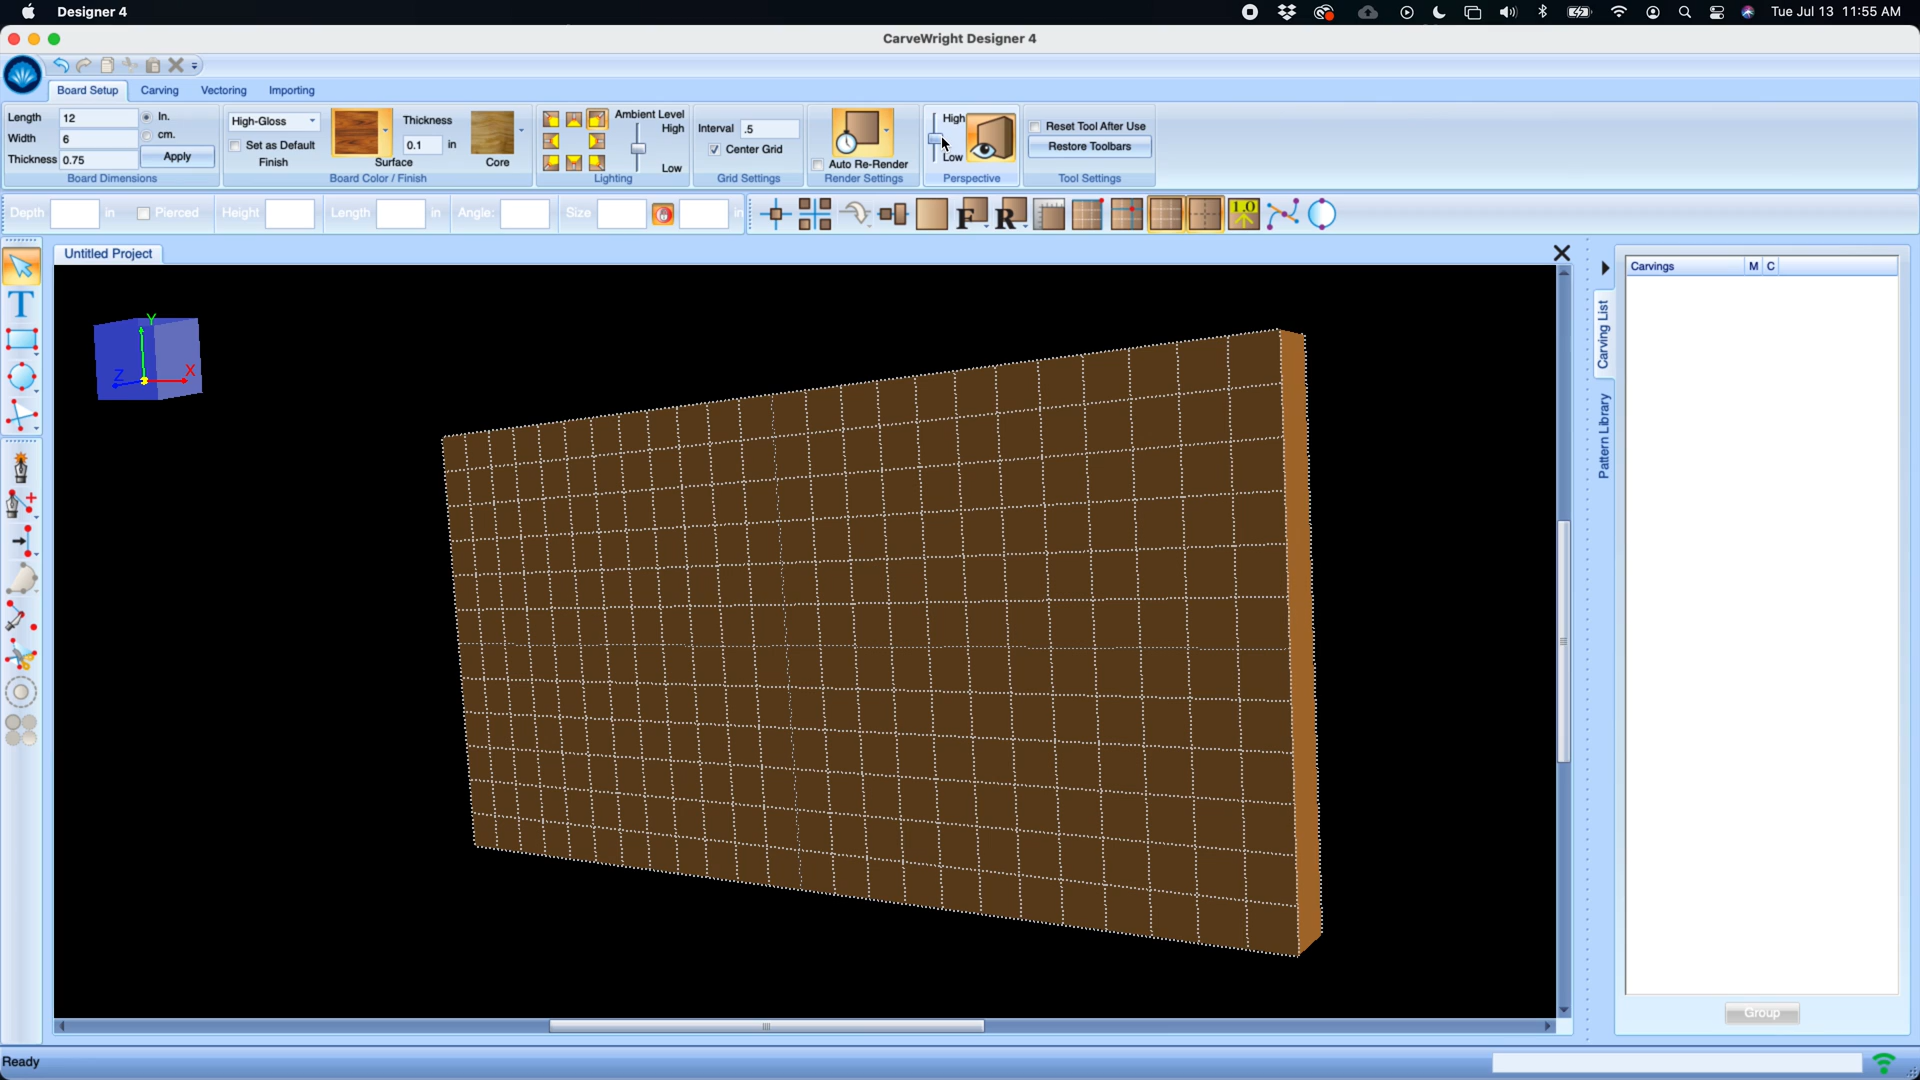 Designer 4
Tue Jul 13 11:55 AM
CarveWright Designer 4
Board Setup Carving Vectoring Importing
Length 12 In.
Width 6 cm.
Thickness 0.75 Apply
Board Dimensions
High-Gloss
Set as Default
Finish
Thickness
0.1 in
Surface Core
Board Color / Finish
Ambient Level
High
Low
Lighting
Interval .5
Center Grid
Grid Settings
Auto Re-Render
Render Settings
High
Low
Perspective
Reset Tool After Use
Restore Toolbars
Tool Settings
Depth in Pierced Height Length in Angle: Size in
F R 1.0
Untitled Project
T
Y
Z X
Carvings M C
Carving List
Pattern Library
Group
Ready